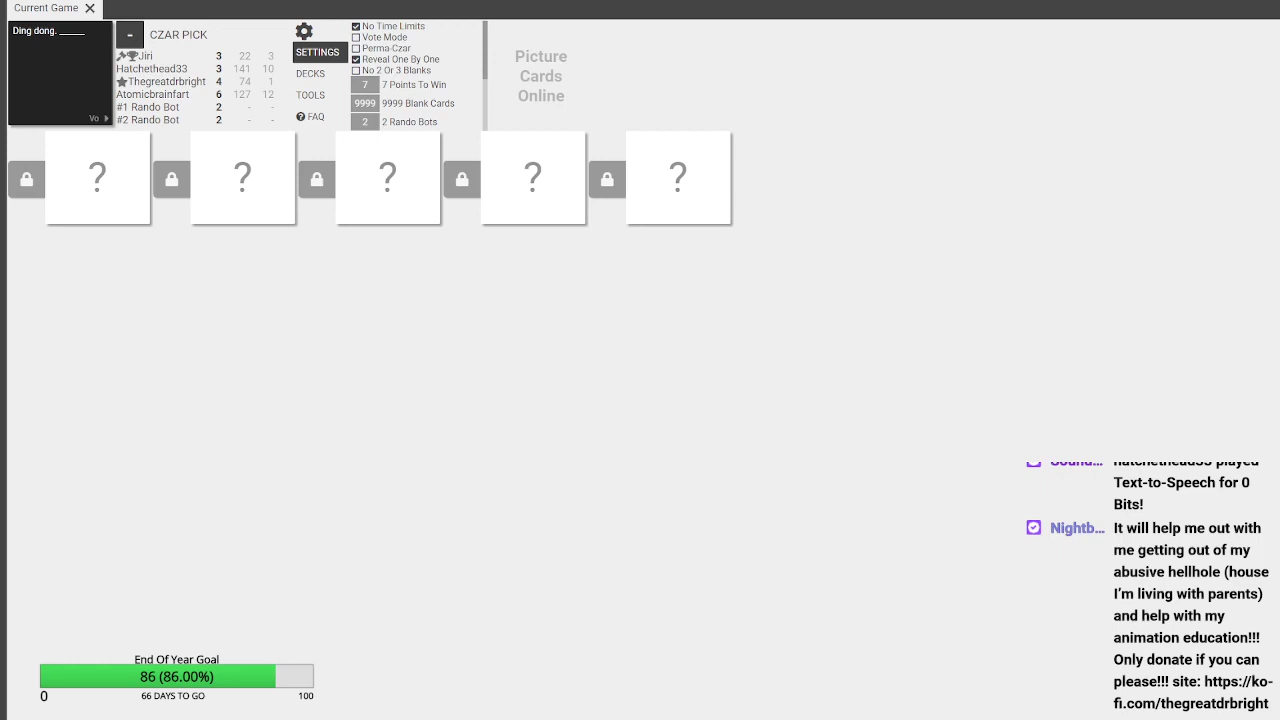 Current Game
Ding dong. _____
Vo
-
CZAR PICK
Jiri 3 22 3
Hatchethead33 3 141 10
Thegreatdrbright 4 74 1
Atomicbrainfart 6 127 12
#1 Rando Bot 2 - -
#2 Rando Bot 2 - -
SETTINGS
DECKS
TOOLS
FAQ
No Time Limits
Vote Mode
Perma-Czar
Reveal One By One
No 2 Or 3 Blanks
7 7 Points To Win
9999 9999 Blank Cards
2 2 Rando Bots
Picture
Cards
Online
? ? ? ? ?
Sound... hatchethead33 played
Text-to-Speech for 0
Bits!
Nightb... It will help me out with
me getting out of my
abusive hellhole (house
I'm living with parents)
and help with my
animation education!!!
Only donate if you can
please!!! site: https://ko-
fi.com/thegreatdrbright
End Of Year Goal
86 (86.00%)
0 66 DAYS TO GO 100